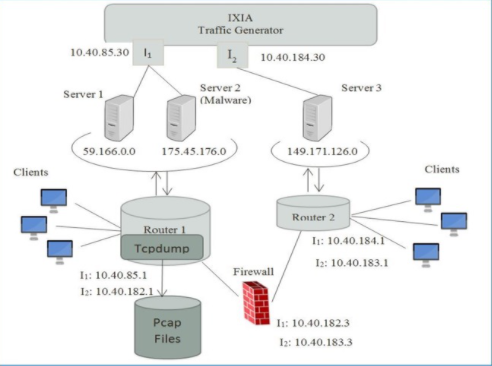 IXIA
Traffic Generator
10.40.85.30
I1
I2
10.40.184.30
Server 1
Server 2
(Malware)
Server 3
59.166.0.0
175.45.176.0
149.171.126.0
Clients
Clients
Router 1
Tcpdump
Router 2
I1: 10.40.184.1
I2: 10.40.183.1
I1: 10.40.85.1
I2: 10.40.182.1
Firewall
Pcap
Files
I1: 10.40.182.3
I2: 10.40.183.3